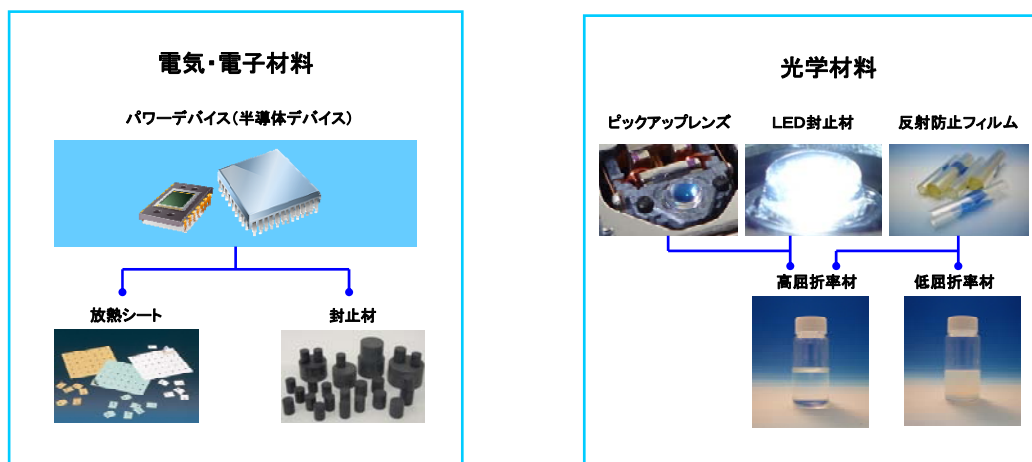 電気・電子材料
パワーデバイス(半導体デバイス)
放熱シート
封止材
光学材料
ピックアップレンズ
LED封止材
反射防止フィルム
高屈折率材
低屈折率材